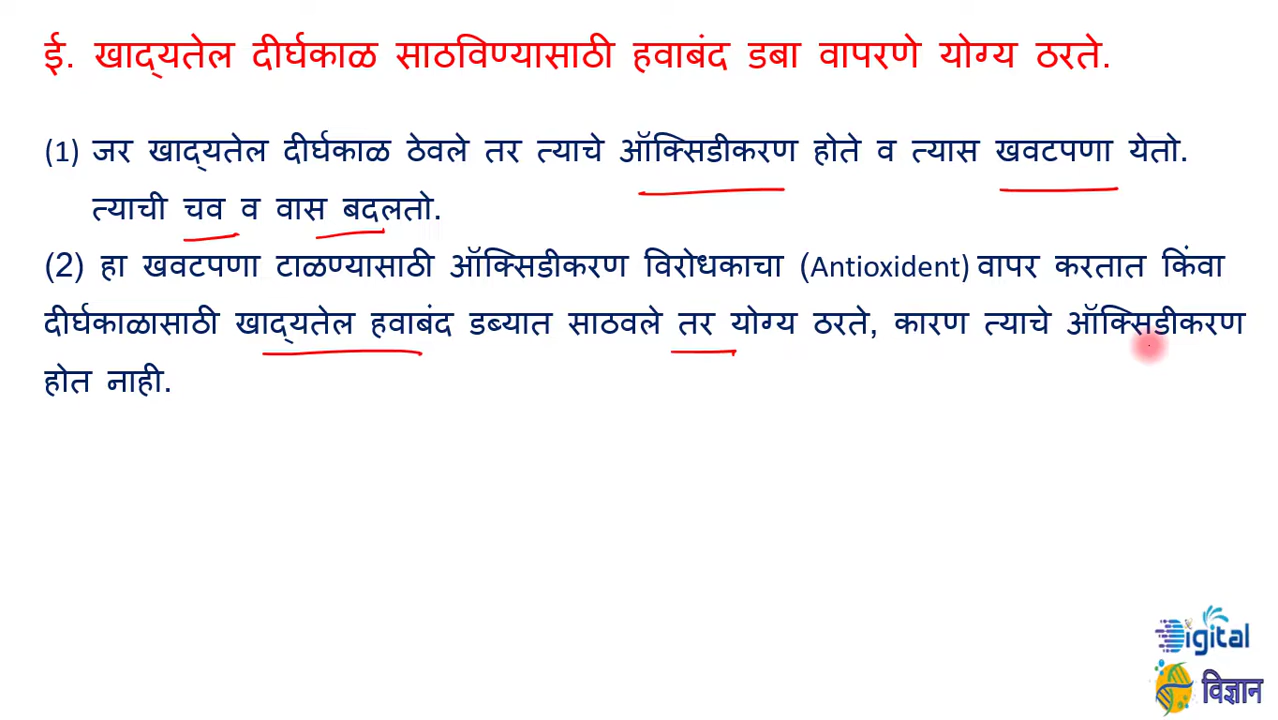 ई. खाद्यतेल दीर्घकाळ साठविण्यासाठी हवाबंद डबा वापरणे योग्य ठरते.
(1) जर खाद्यतेल दीर्घकाळ ठेवले तर त्याचे ऑक्सिडीकरण होते व त्यास खवटपणा येतो.
त्याची चव व वास बदलतो.
(2) हा खवटपणा टाळण्यासाठी ऑक्सिडीकरण विरोधकाचा (Antioxident) वापर करतात किंवा
दीर्घकाळासाठी खाद्यतेल हवाबंद डब्यात साठवले तर योग्य ठरते, कारण त्याचे ऑक्सिडीकरण
होत नाही.
Digital
विज्ञान